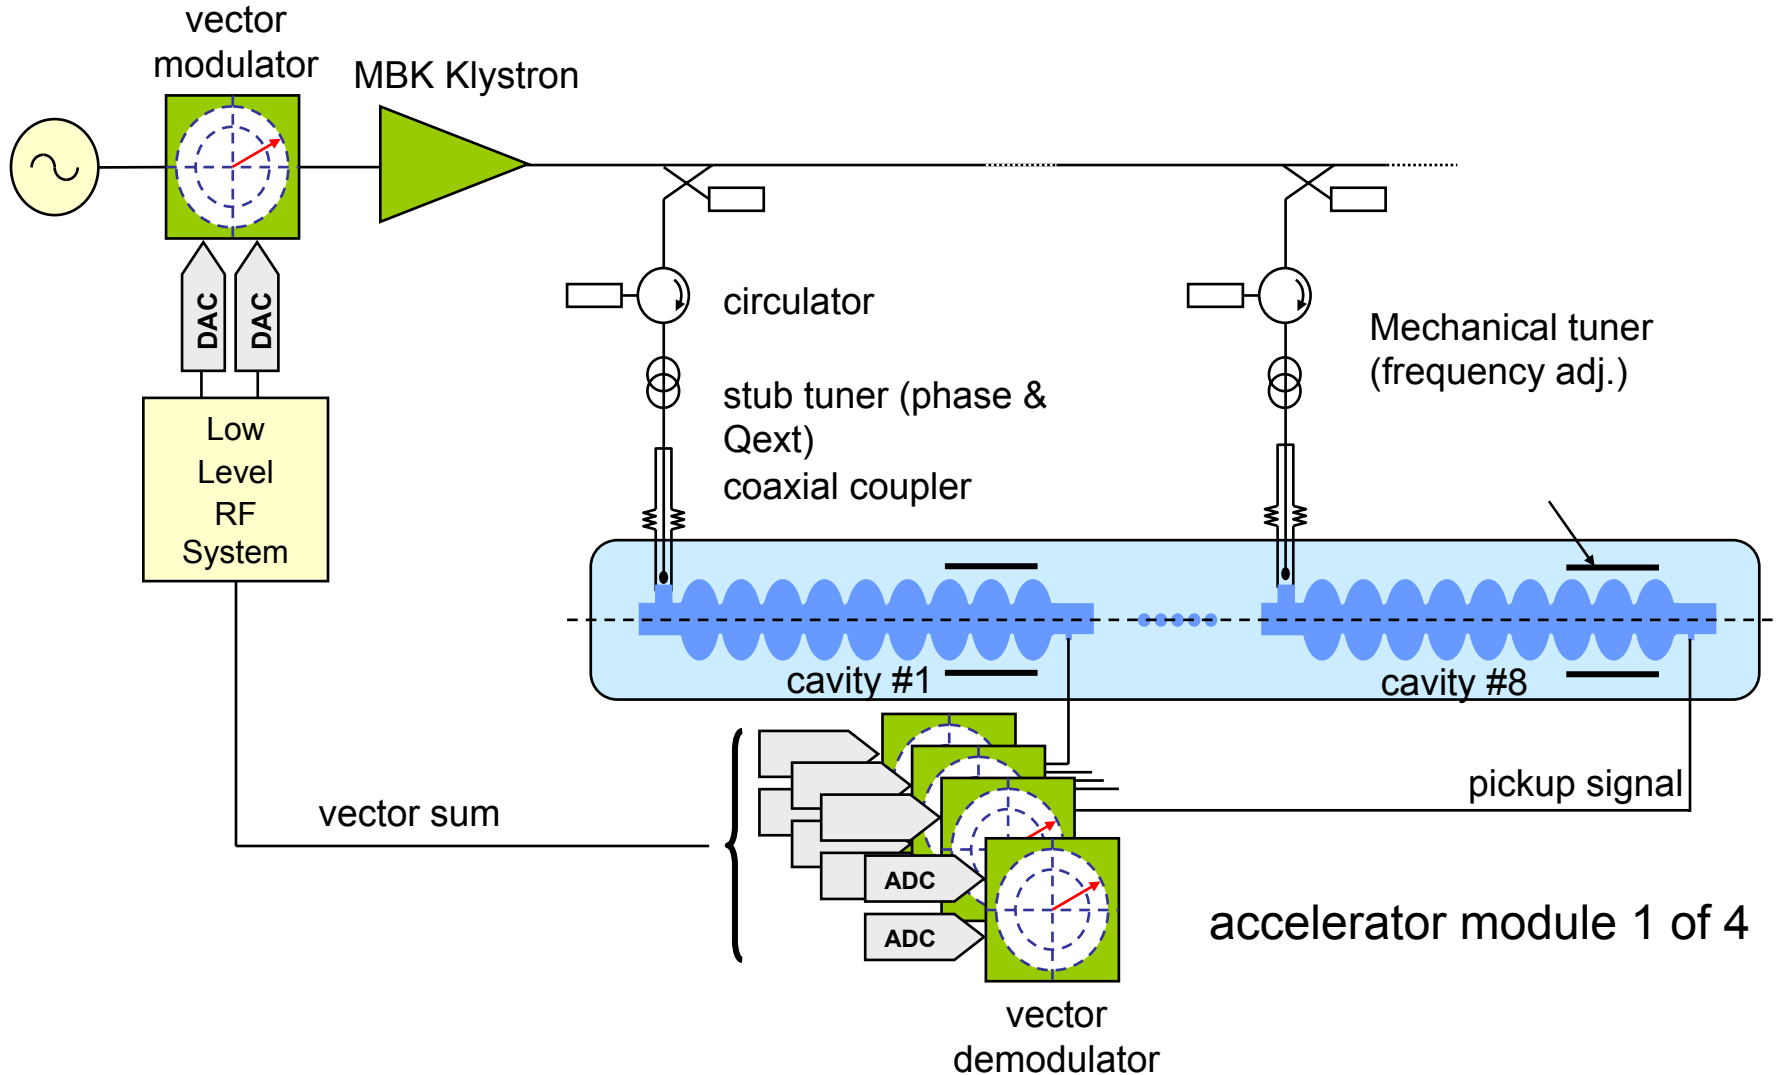 vector
modulator
MBK Klystron
DAC
DAC
circulator
Mechanical tuner
(frequency adj.)
stub tuner (phase &
Qext)
coaxial coupler
Low
Level
RF
System
cavity #1
cavity #8
vector sum
pickup signal
ADC
ADC
accelerator module 1 of 4
vector
demodulator